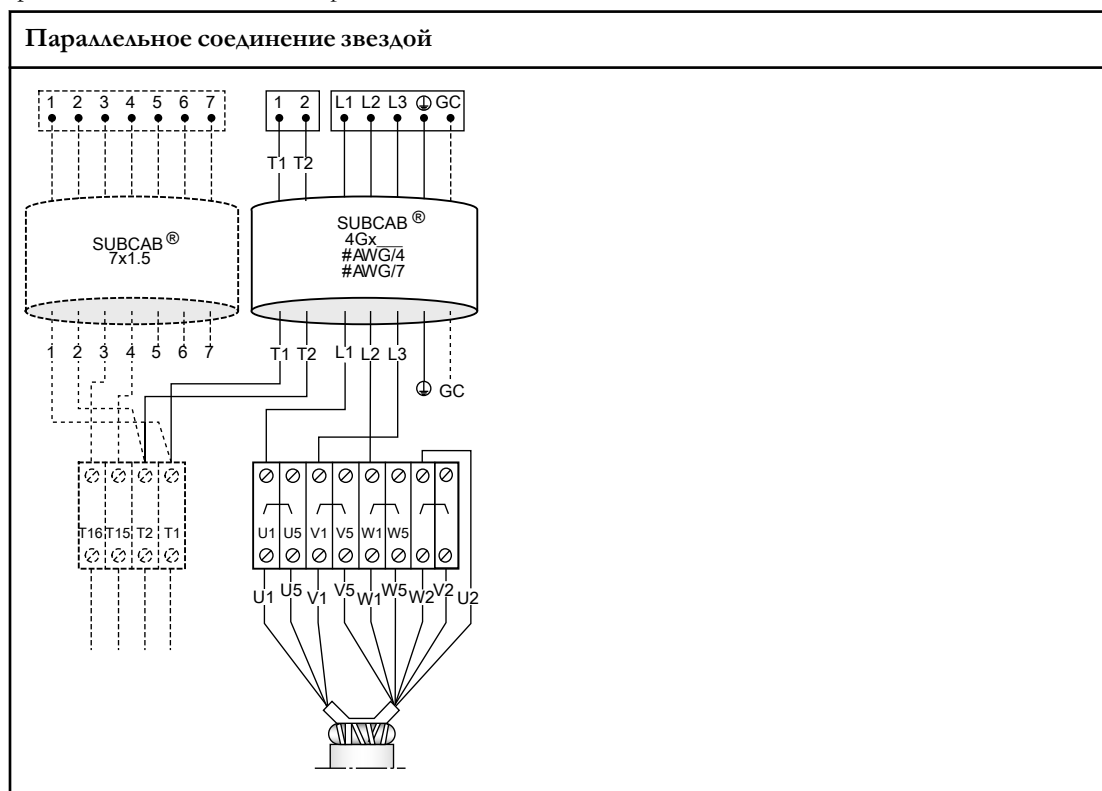 Параллельное соединение звездой
1 2 3 4 5 6 7 1 2 L1 L2 L3 GC
T1 T2
SUBCAB® SUBCAB®
7x1.5 4Gx___
#AWG/4
#AWG/7
1 2 3 4 5 6 7 T1 T2 L1 L2 L3
GC
T16 T15 T2 T1 U1 U5 V1 V5 W1 W5
U1 U5 V1 V5 W1 W5 W2 V2 U2